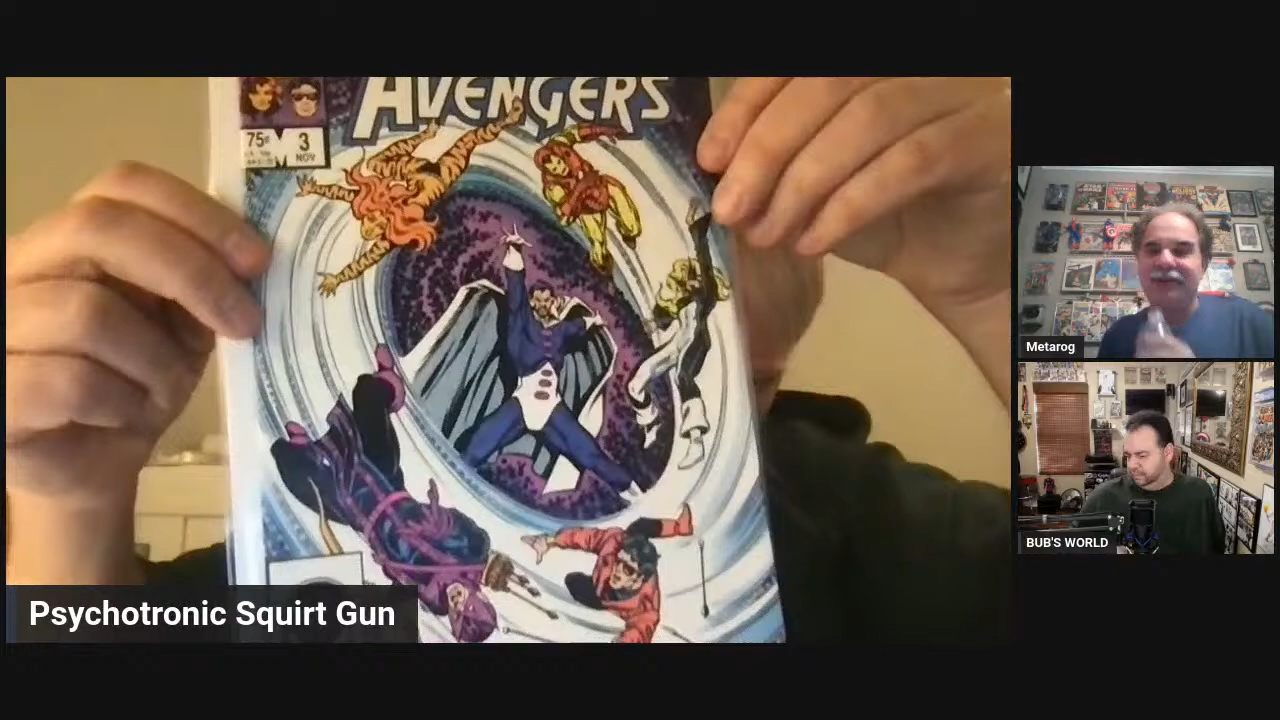 AVENGERS
75¢
3
NOV
Psychotronic Squirt Gun
Metarog
BUB'S WORLD